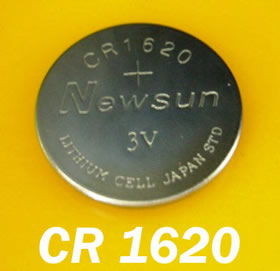 CR1620
+
Newsun
3V
LITHIUM CELL JAPAN STD
CR 1620